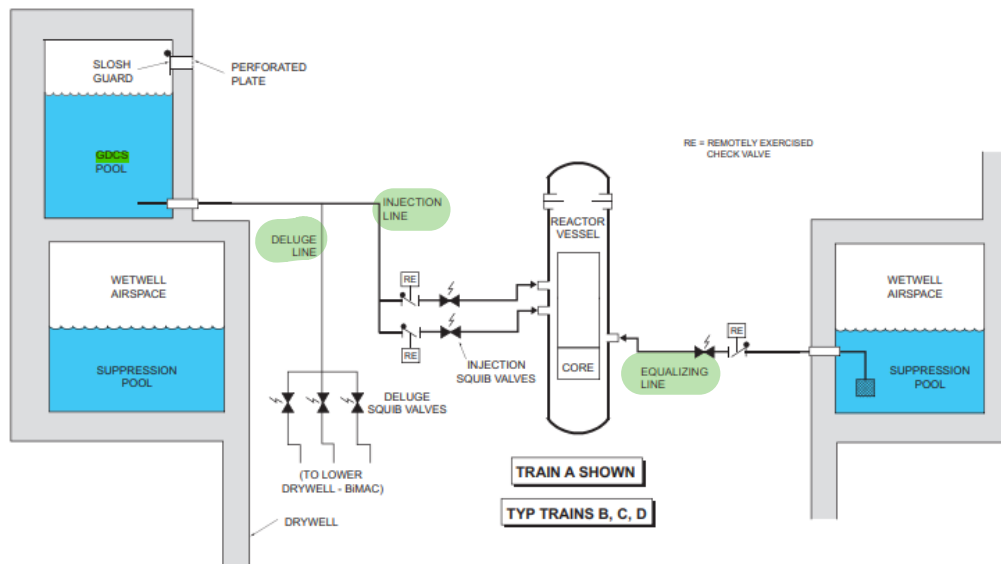 SLOSH
GUARD
PERFORATED
PLATE
GDCS
POOL
RE = REMOTELY EXERCISED
CHECK VALVE
INJECTION
LINE
DELUGE
LINE
REACTOR
VESSEL
WETWELL
AIRSPACE
WETWELL
AIRSPACE
RE
RE
RE
SUPPRESSION
POOL
INJECTION
SQUIB VALVES
CORE
EQUALIZING
LINE
SUPPRESSION
POOL
DELUGE
SQUIB VALVES
(TO LOWER
DRYWELL - BiMAC)
DRYWELL
TRAIN A SHOWN
TYP TRAINS B, C, D